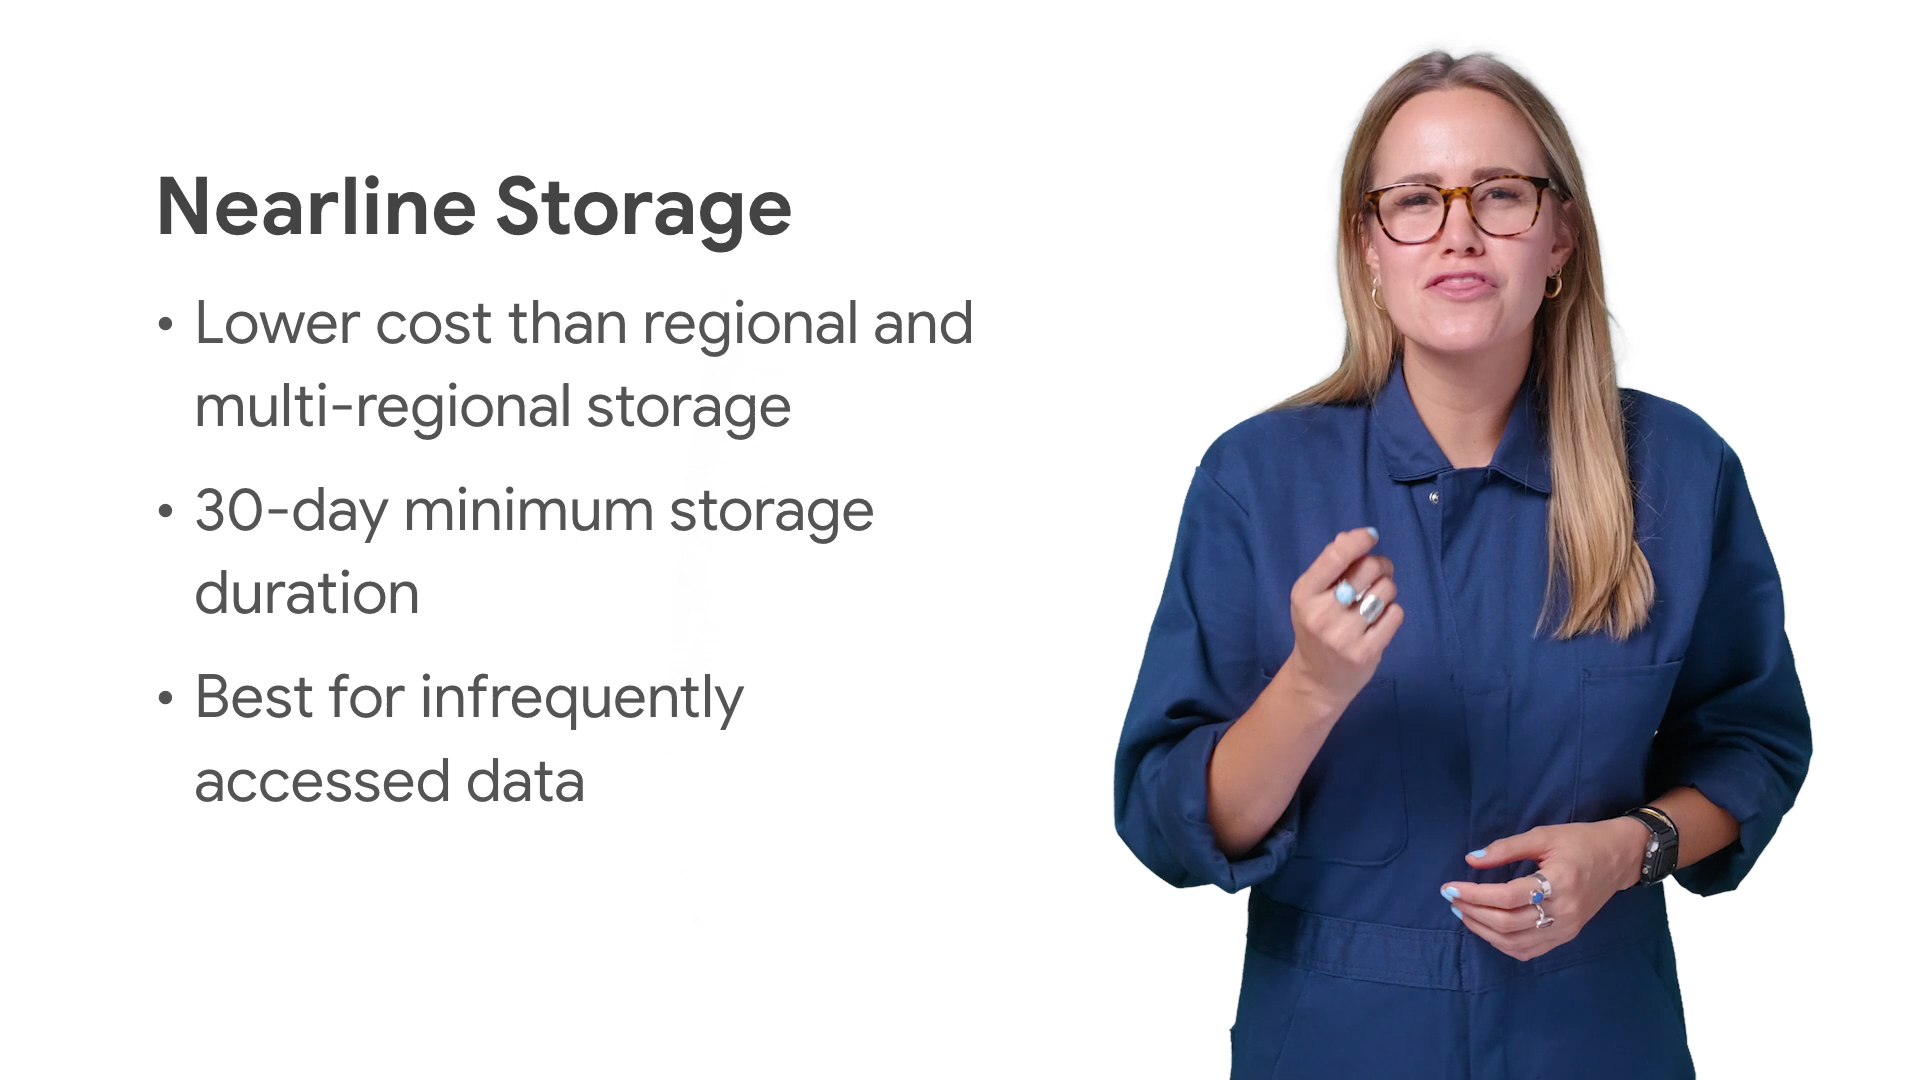 Nearline Storage
• Lower cost than regional and
multi-regional storage
• 30-day minimum storage
duration
• Best for infrequently
accessed data